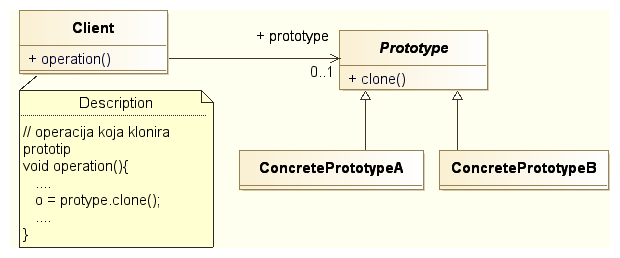 Client
+ operation()
+ prototype
0..1
Prototype
+ clone()
Description
// operacija koja klonira
prototip
void operation(){
....
o = protype.clone();
....
}
ConcretePrototypeA
ConcretePrototypeB